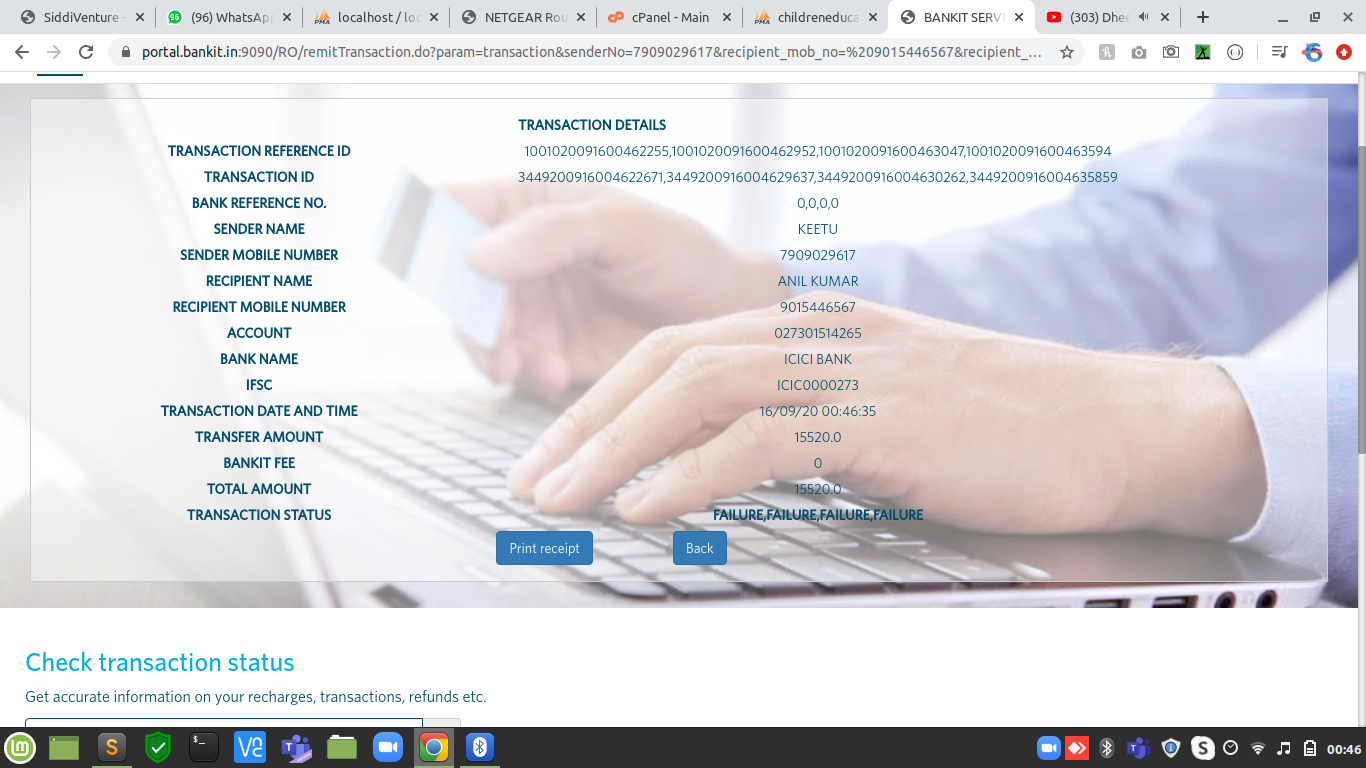 SiddiVenture -
(96) WhatsApp
localhost / loc
NETGEAR Rou
cPanel - Main
childreneduca
BANKIT SERVI
(303) Dhee
portal.bankit.in:9090/RO/remitTransaction.do?param=transaction&senderNo=7909029617&recipient_mob_no=%209015446567&recipient_...
TRANSACTION DETAILS
TRANSACTION REFERENCE ID 1001020091600462255,1001020091600462952,1001020091600463047,1001020091600463594
TRANSACTION ID 3449200916004622671,3449200916004629637,3449200916004630262,3449200916004635859
BANK REFERENCE NO. 0,0,0,0
SENDER NAME KEETU
SENDER MOBILE NUMBER 7909029617
RECIPIENT NAME ANIL KUMAR
RECIPIENT MOBILE NUMBER 9015446567
ACCOUNT 027301514265
BANK NAME ICICI BANK
IFSC ICIC0000273
TRANSACTION DATE AND TIME 16/09/20 00:46:35
TRANSFER AMOUNT 15520.0
BANKIT FEE 0
TOTAL AMOUNT 15520.0
TRANSACTION STATUS FAILURE,FAILURE,FAILURE,FAILURE
Print receipt Back
Check transaction status
Get accurate information on your recharges, transactions, refunds etc.
00:46